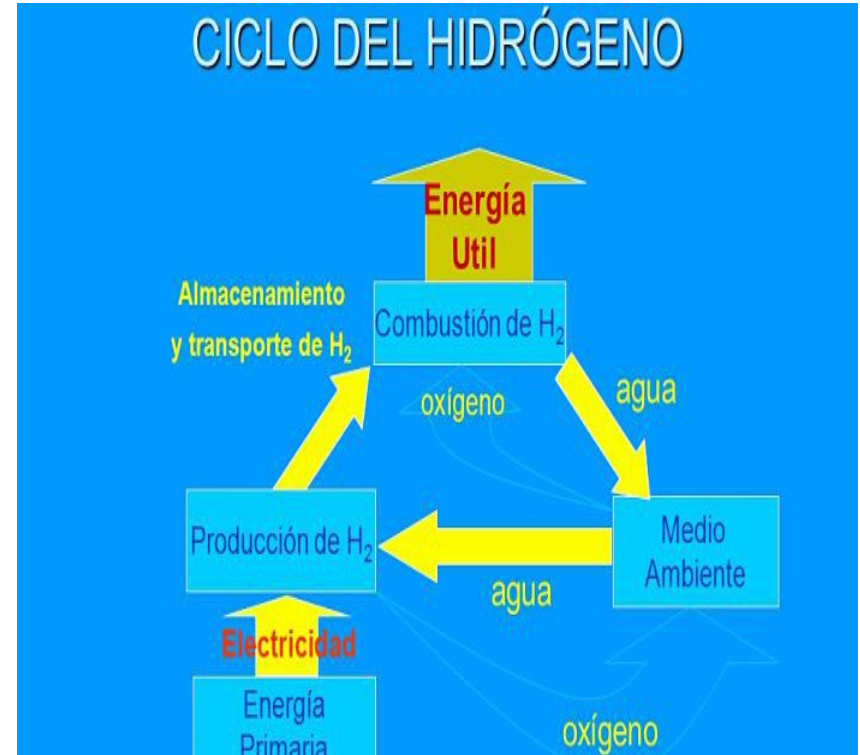 CICLO DEL HIDRÓGENO
Energía
Util
Almacenamiento
y transporte de H₂
Combustión de H₂
oxígeno
agua
Producción de H₂
Medio
Ambiente
agua
Electricidad
Energía
Primaria
oxígeno